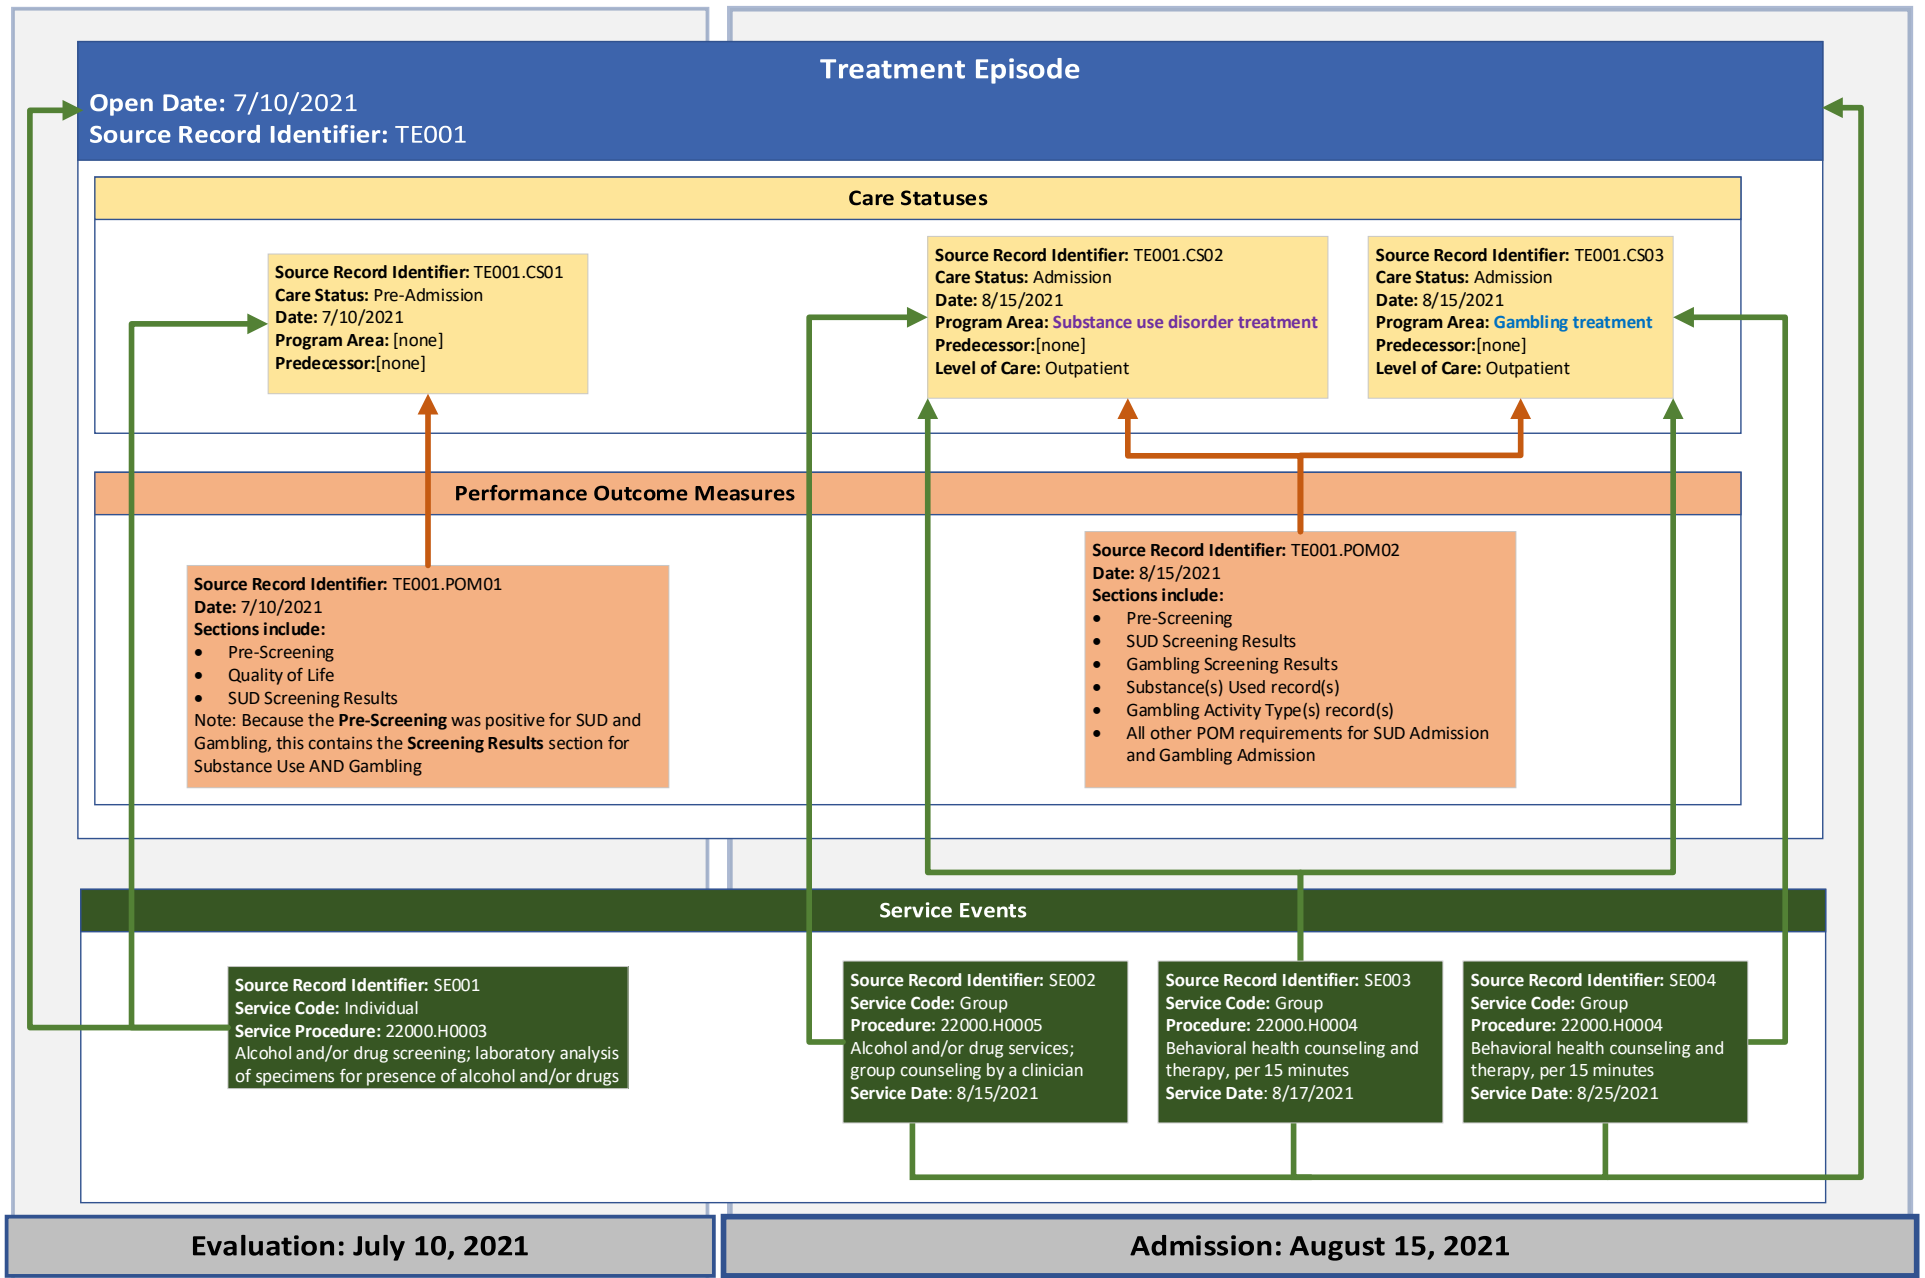 Treatment Episode
Open Date: 7/10/2021
Source Record Identifier: TE001
Care Statuses
Source Record Identifier: TE001.CS01
Care Status: Pre-Admission
Date: 7/10/2021
Program Area: [none]
Predecessor:[none]
Source Record Identifier: TE001.CS02
Care Status: Admission
Date: 8/15/2021
Program Area: Substance use disorder treatment
Predecessor:[none]
Level of Care: Outpatient
Source Record Identifier: TE001.CS03
Care Status: Admission
Date: 8/15/2021
Program Area: Gambling treatment
Predecessor:[none]
Level of Care: Outpatient
Performance Outcome Measures
Source Record Identifier: TE001.POM01
Date: 7/10/2021
Sections include:
• Pre-Screening
• Quality of Life
• SUD Screening Results
Note: Because the Pre-Screening was positive for SUD and
Gambling, this contains the Screening Results section for
Substance Use AND Gambling
Source Record Identifier: TE001.POM02
Date: 8/15/2021
Sections include:
• Pre-Screening
• SUD Screening Results
• Gambling Screening Results
• Substance(s) Used record(s)
• Gambling Activity Type(s) record(s)
• All other POM requirements for SUD Admission
and Gambling Admission
Service Events
Source Record Identifier: SE001
Service Code: Individual
Service Procedure: 22000.H0003
Alcohol and/or drug screening; laboratory analysis
of specimens for presence of alcohol and/or drugs
Source Record Identifier: SE002
Service Code: Group
Procedure: 22000.H0005
Alcohol and/or drug services;
group counseling by a clinician
Service Date: 8/15/2021
Source Record Identifier: SE003
Service Code: Group
Procedure: 22000.H0004
Behavioral health counseling and
therapy, per 15 minutes
Service Date: 8/17/2021
Source Record Identifier: SE004
Service Code: Group
Procedure: 22000.H0004
Behavioral health counseling and
therapy, per 15 minutes
Service Date: 8/25/2021
Evaluation: July 10, 2021
Admission: August 15, 2021